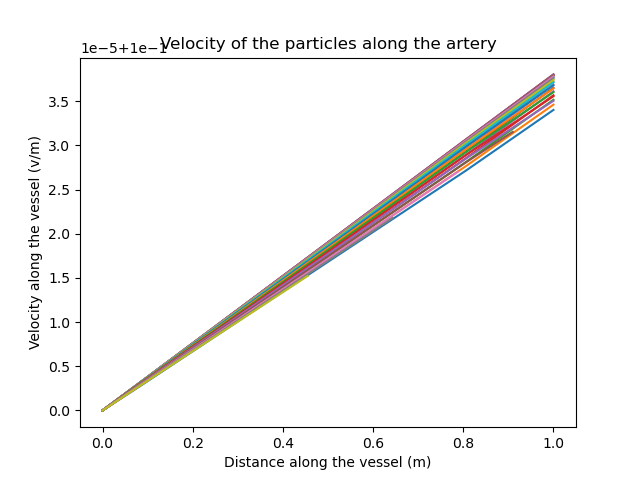 1e−5+1e−1
Velocity of the particles along the artery
Velocity along the vessel (v/m)
3.5
3.0
2.5
2.0
1.5
1.0
0.5
0.0
0.0 0.2 0.4 0.6 0.8 1.0
Distance along the vessel (m)